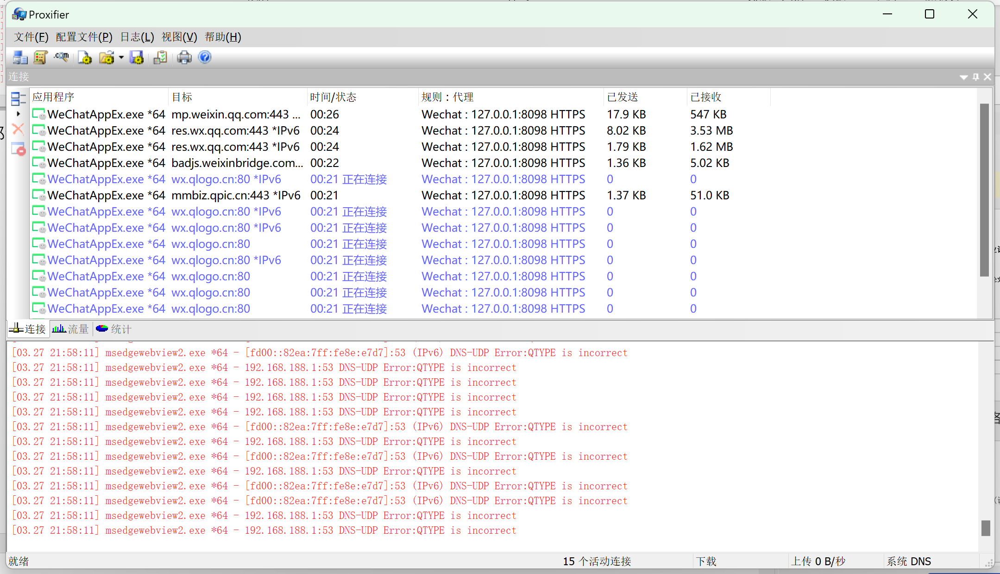 Proxifier
文件(F) 配置文件(P) 日志(L) 视图(V) 帮助(H)
连接
应用程序 目标 时间/状态 规则 : 代理 已发送 已接收
WeChatAppEx.exe *64 mp.weixin.qq.com:443 ... 00:26 Wechat : 127.0.0.1:8098 HTTPS 17.9 KB 547 KB
WeChatAppEx.exe *64 res.wx.qq.com:443 *IPv6 00:24 Wechat : 127.0.0.1:8098 HTTPS 8.02 KB 3.53 MB
WeChatAppEx.exe *64 res.wx.qq.com:443 *IPv6 00:24 Wechat : 127.0.0.1:8098 HTTPS 1.79 KB 1.62 MB
WeChatAppEx.exe *64 badjs.weixinbridge.com... 00:22 Wechat : 127.0.0.1:8098 HTTPS 1.36 KB 5.02 KB
WeChatAppEx.exe *64 wx.qlogo.cn:80 *IPv6 00:21 正在连接 Wechat : 127.0.0.1:8098 HTTPS 0 0
WeChatAppEx.exe *64 mmbiz.qpic.cn:443 *IPv6 00:21 Wechat : 127.0.0.1:8098 HTTPS 1.37 KB 51.0 KB
WeChatAppEx.exe *64 wx.qlogo.cn:80 *IPv6 00:21 正在连接 Wechat : 127.0.0.1:8098 HTTPS 0 0
WeChatAppEx.exe *64 wx.qlogo.cn:80 *IPv6 00:21 正在连接 Wechat : 127.0.0.1:8098 HTTPS 0 0
WeChatAppEx.exe *64 wx.qlogo.cn:80 00:21 正在连接 Wechat : 127.0.0.1:8098 HTTPS 0 0
WeChatAppEx.exe *64 wx.qlogo.cn:80 *IPv6 00:21 正在连接 Wechat : 127.0.0.1:8098 HTTPS 0 0
WeChatAppEx.exe *64 wx.qlogo.cn:80 00:21 正在连接 Wechat : 127.0.0.1:8098 HTTPS 0 0
WeChatAppEx.exe *64 wx.qlogo.cn:80 00:21 正在连接 Wechat : 127.0.0.1:8098 HTTPS 0 0
WeChatAppEx.exe *64 wx.qlogo.cn:80 00:21 正在连接 Wechat : 127.0.0.1:8098 HTTPS 0 0
连接 流量 统计
[03.27 21:58:11] msedgewebview2.exe *64 - [fd00::82ea:7ff:fe8e:e7d7]:53 (IPv6) DNS-UDP Error:QTYPE is incorrect
[03.27 21:58:11] msedgewebview2.exe *64 - 192.168.188.1:53 DNS-UDP Error:QTYPE is incorrect
[03.27 21:58:11] msedgewebview2.exe *64 - 192.168.188.1:53 DNS-UDP Error:QTYPE is incorrect
[03.27 21:58:11] msedgewebview2.exe *64 - 192.168.188.1:53 DNS-UDP Error:QTYPE is incorrect
[03.27 21:58:11] msedgewebview2.exe *64 - 192.168.188.1:53 DNS-UDP Error:QTYPE is incorrect
[03.27 21:58:11] msedgewebview2.exe *64 - [fd00::82ea:7ff:fe8e:e7d7]:53 (IPv6) DNS-UDP Error:QTYPE is incorrect
[03.27 21:58:11] msedgewebview2.exe *64 - 192.168.188.1:53 DNS-UDP Error:QTYPE is incorrect
[03.27 21:58:11] msedgewebview2.exe *64 - [fd00::82ea:7ff:fe8e:e7d7]:53 (IPv6) DNS-UDP Error:QTYPE is incorrect
[03.27 21:58:11] msedgewebview2.exe *64 - 192.168.188.1:53 DNS-UDP Error:QTYPE is incorrect
[03.27 21:58:11] msedgewebview2.exe *64 - [fd00::82ea:7ff:fe8e:e7d7]:53 (IPv6) DNS-UDP Error:QTYPE is incorrect
[03.27 21:58:11] msedgewebview2.exe *64 - [fd00::82ea:7ff:fe8e:e7d7]:53 (IPv6) DNS-UDP Error:QTYPE is incorrect
[03.27 21:58:11] msedgewebview2.exe *64 - 192.168.188.1:53 DNS-UDP Error:QTYPE is incorrect
[03.27 21:58:11] msedgewebview2.exe *64 - 192.168.188.1:53 DNS-UDP Error:QTYPE is incorrect
就绪 15 个活动连接 下载 上传 0 B/秒 系统 DNS